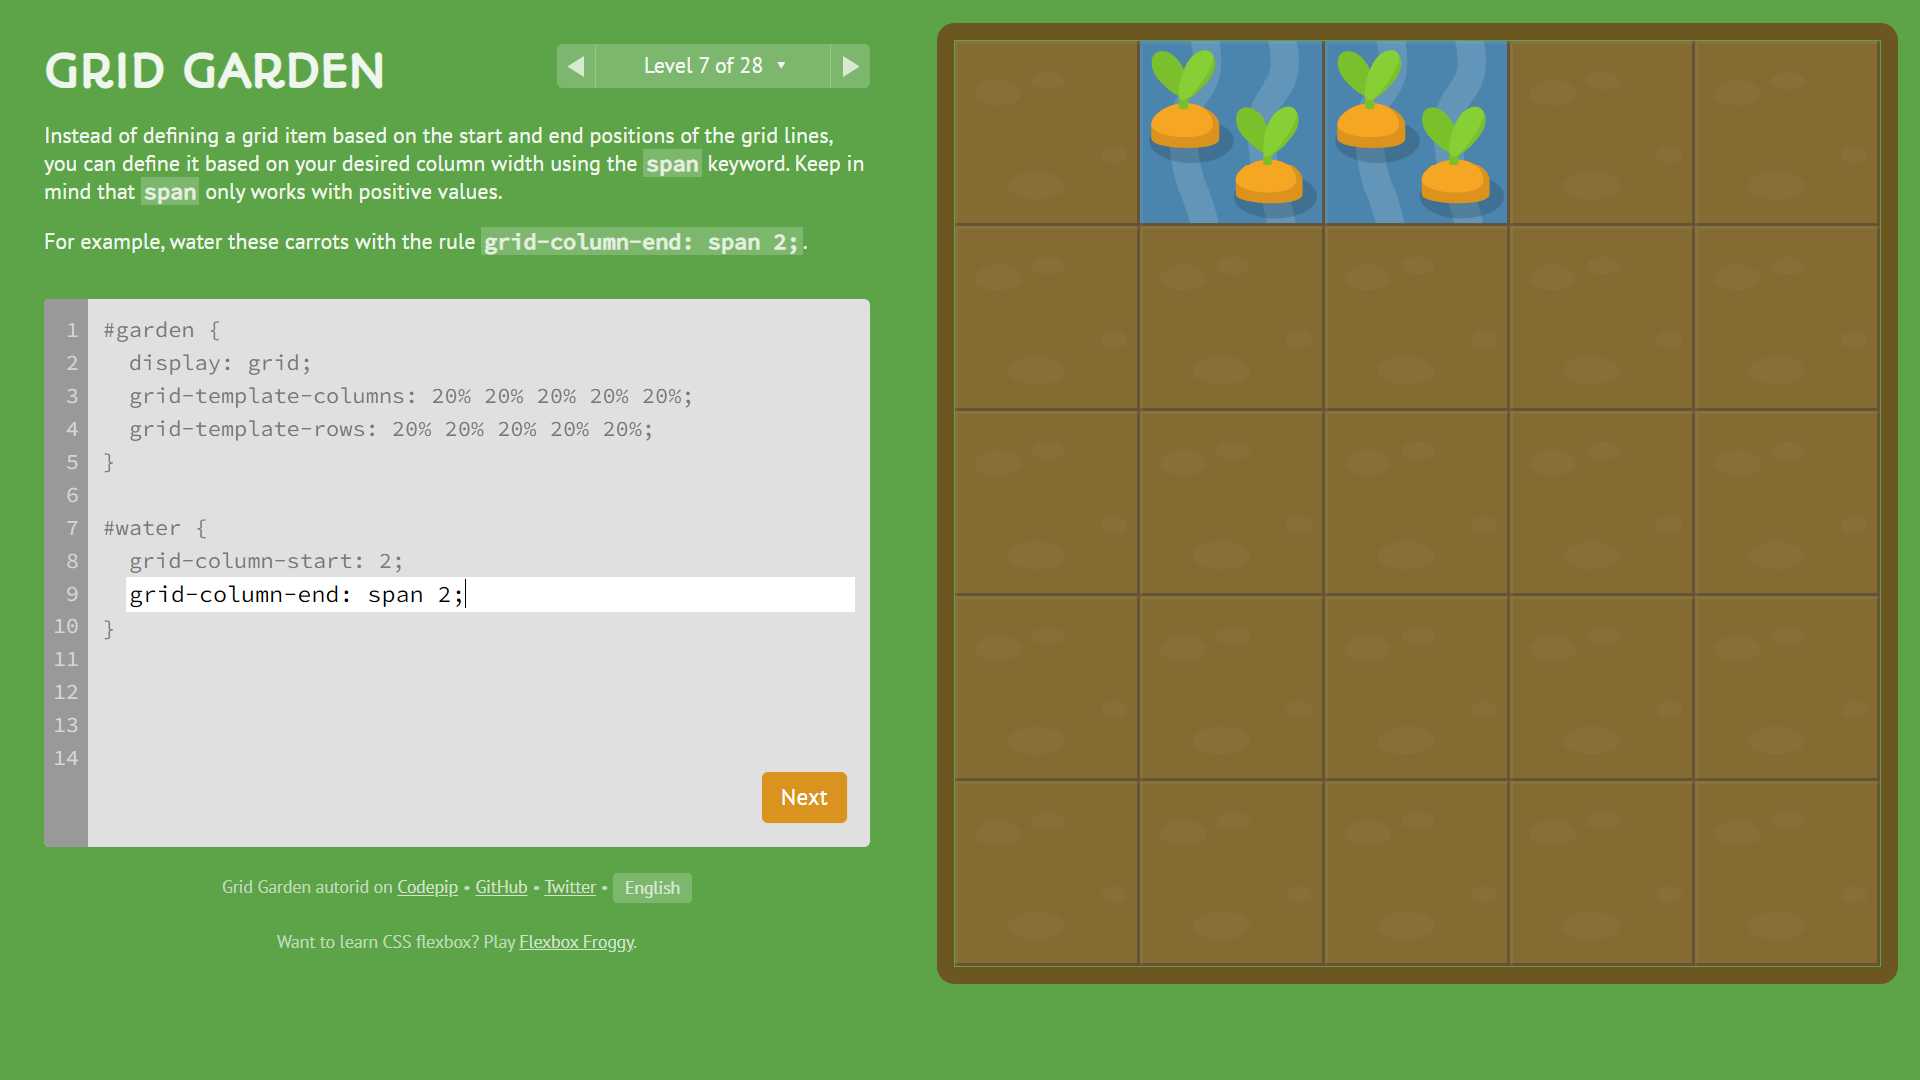 GRID GARDEN
◀ Level 7 of 28 ▼ ▶
Instead of defining a grid item based on the start and end positions of the grid lines,
you can define it based on your desired column width using the span keyword. Keep in
mind that span only works with positive values.
For example, water these carrots with the rule grid-column-end: span 2;.
1 #garden {
2 display: grid;
3 grid-template-columns: 20% 20% 20% 20% 20%;
4 grid-template-rows: 20% 20% 20% 20% 20%;
5 }
6
7 #water {
8 grid-column-start: 2;
9 grid-column-end: span 2;
10 }
11
12
13
14
Next
Grid Garden autorid on Codepip • GitHub • Twitter • English
Want to learn CSS flexbox? Play Flexbox Froggy.